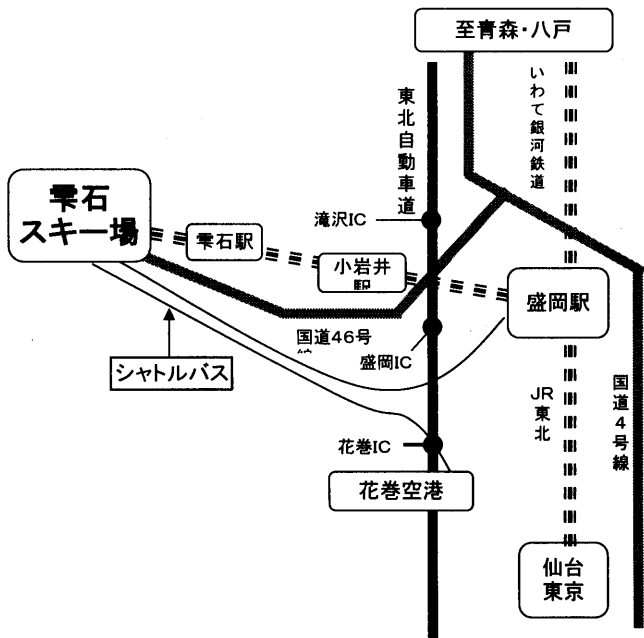 至青森・八戸
いわて銀河鉄道
東北自動車道
雫石
スキー場
滝沢IC
雫石駅
小岩井
駅
盛岡駅
国道46号
盛岡IC
シャトルバス
JR東北
国道4号線
花巻IC
花巻空港
仙台
東京